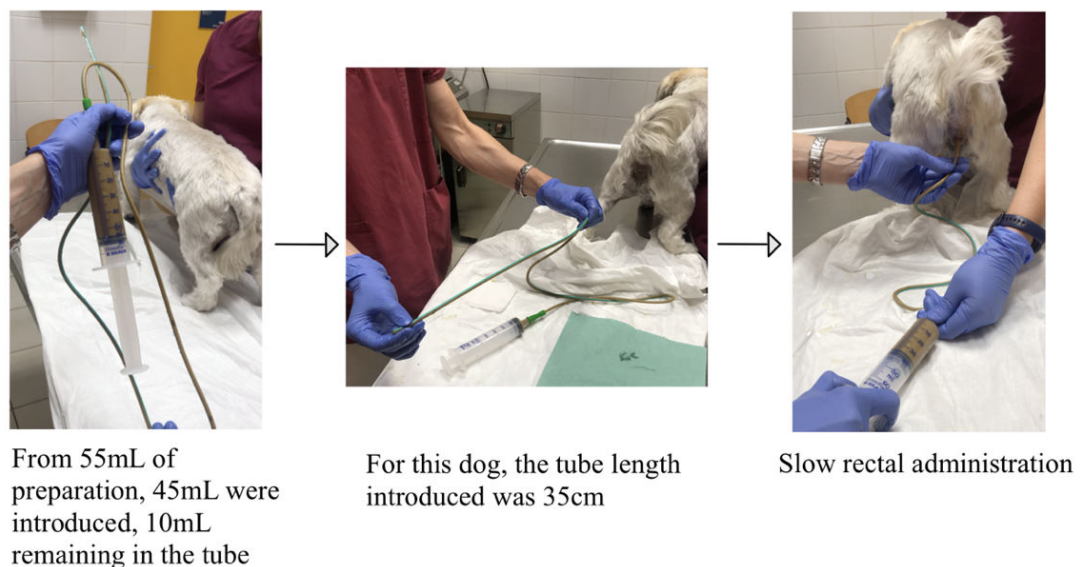 From 55mL of
preparation, 45mL were
introduced, 10mL
remaining in the tube
For this dog, the tube length
introduced was 35cm
Slow rectal administration